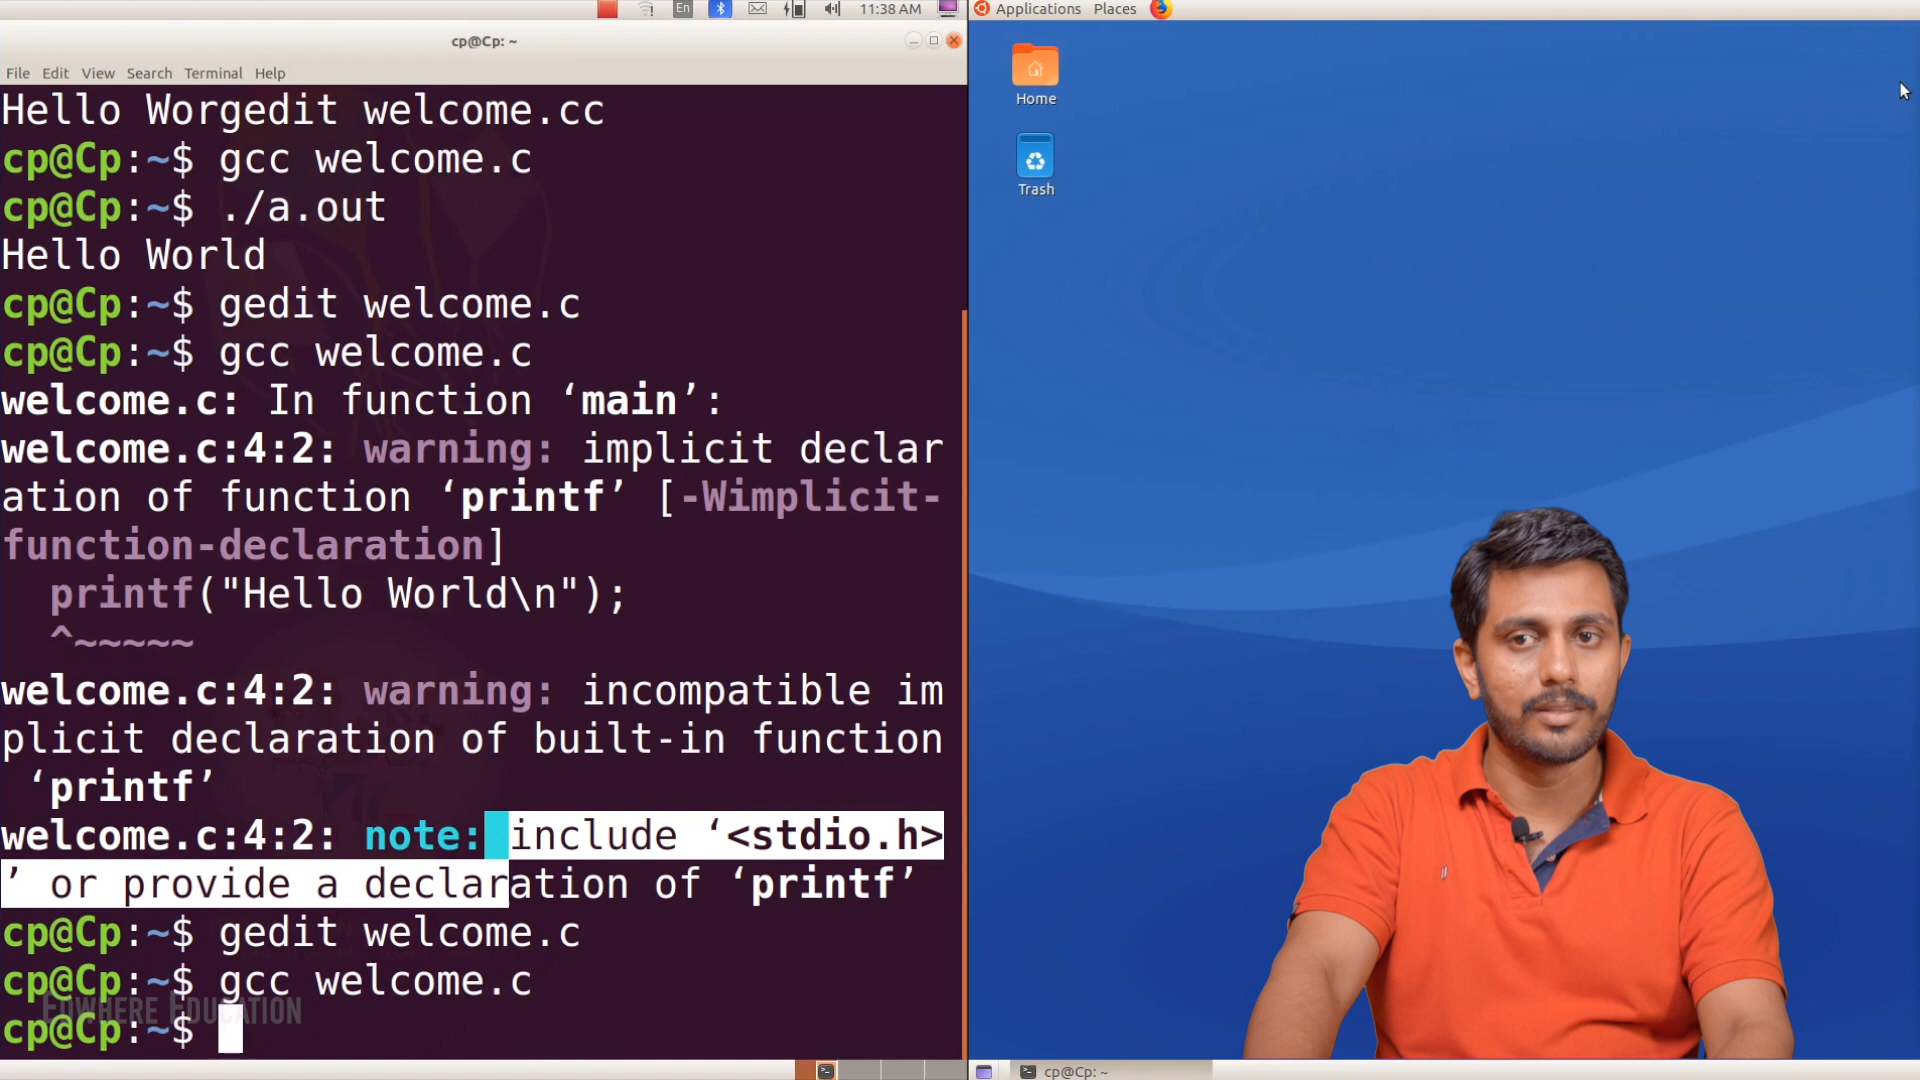 En
11:38 AM
Applications Places
cp@Cp: ~
File Edit View Search Terminal Help
Hello Worgedit welcome.cc
cp@Cp:~$ gcc welcome.c
cp@Cp:~$ ./a.out
Hello World
cp@Cp:~$ gedit welcome.c
cp@Cp:~$ gcc welcome.c
welcome.c: In function ‘main’:
welcome.c:4:2: warning: implicit declar
ation of function ‘printf’ [-Wimplicit-
function-declaration]
printf("Hello World\n");
^~~~~~
welcome.c:4:2: warning: incompatible im
plicit declaration of built-in function
‘printf’
welcome.c:4:2: note: include ‘<stdio.h>
’ or provide a declaration of ‘printf’
cp@Cp:~$ gedit welcome.c
cp@Cp:~$ gcc welcome.c
Edwhere Education
cp@Cp:~$
Home
Trash
cp@Cp: ~